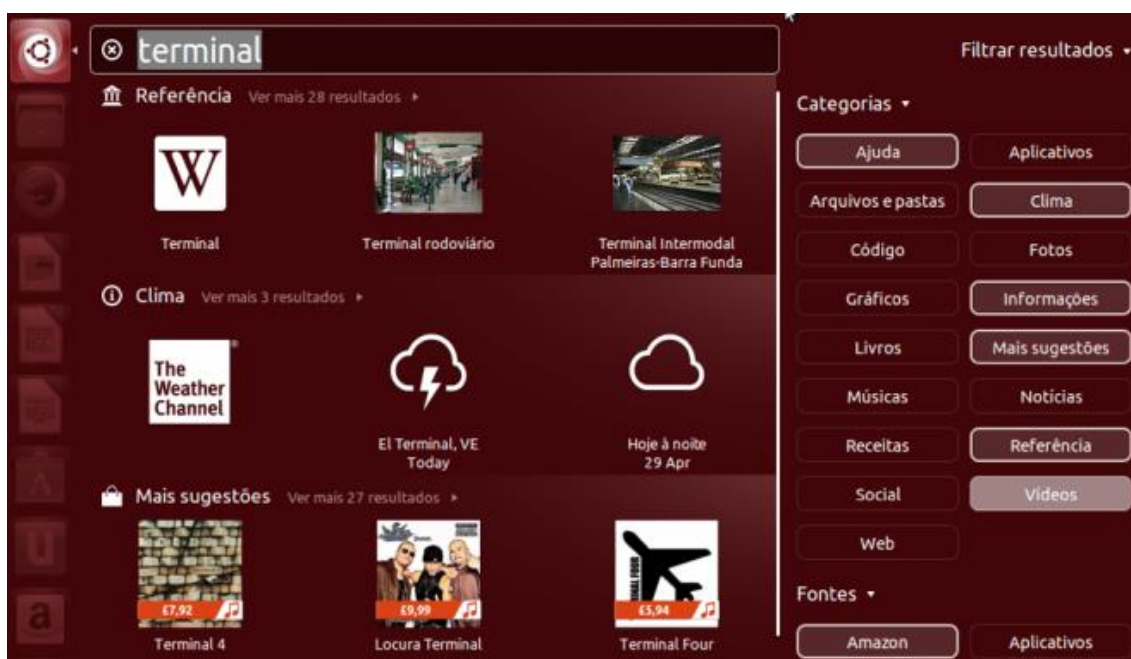 terminal
Filtrar resultados
Referência Ver mais 28 resultados
W
Terminal
Terminal rodoviário
Terminal Intermodal
Palmeiras-Barra Funda
Clima Ver mais 3 resultados
The
Weather
Channel
El Terminal, VE
Today
Hoje à noite
29 Apr
Mais sugestões Ver mais 27 resultados
£7,92
£9,99
£5,94
TERMINAL FOUR
Terminal 4
Locura Terminal
Terminal Four
Categorias
Ajuda
Aplicativos
Arquivos e pastas
Clima
Código
Fotos
Gráficos
Informações
Livros
Mais sugestões
Músicas
Notícias
Receitas
Referência
Social
Vídeos
Web
Fontes
Amazon
Aplicativos